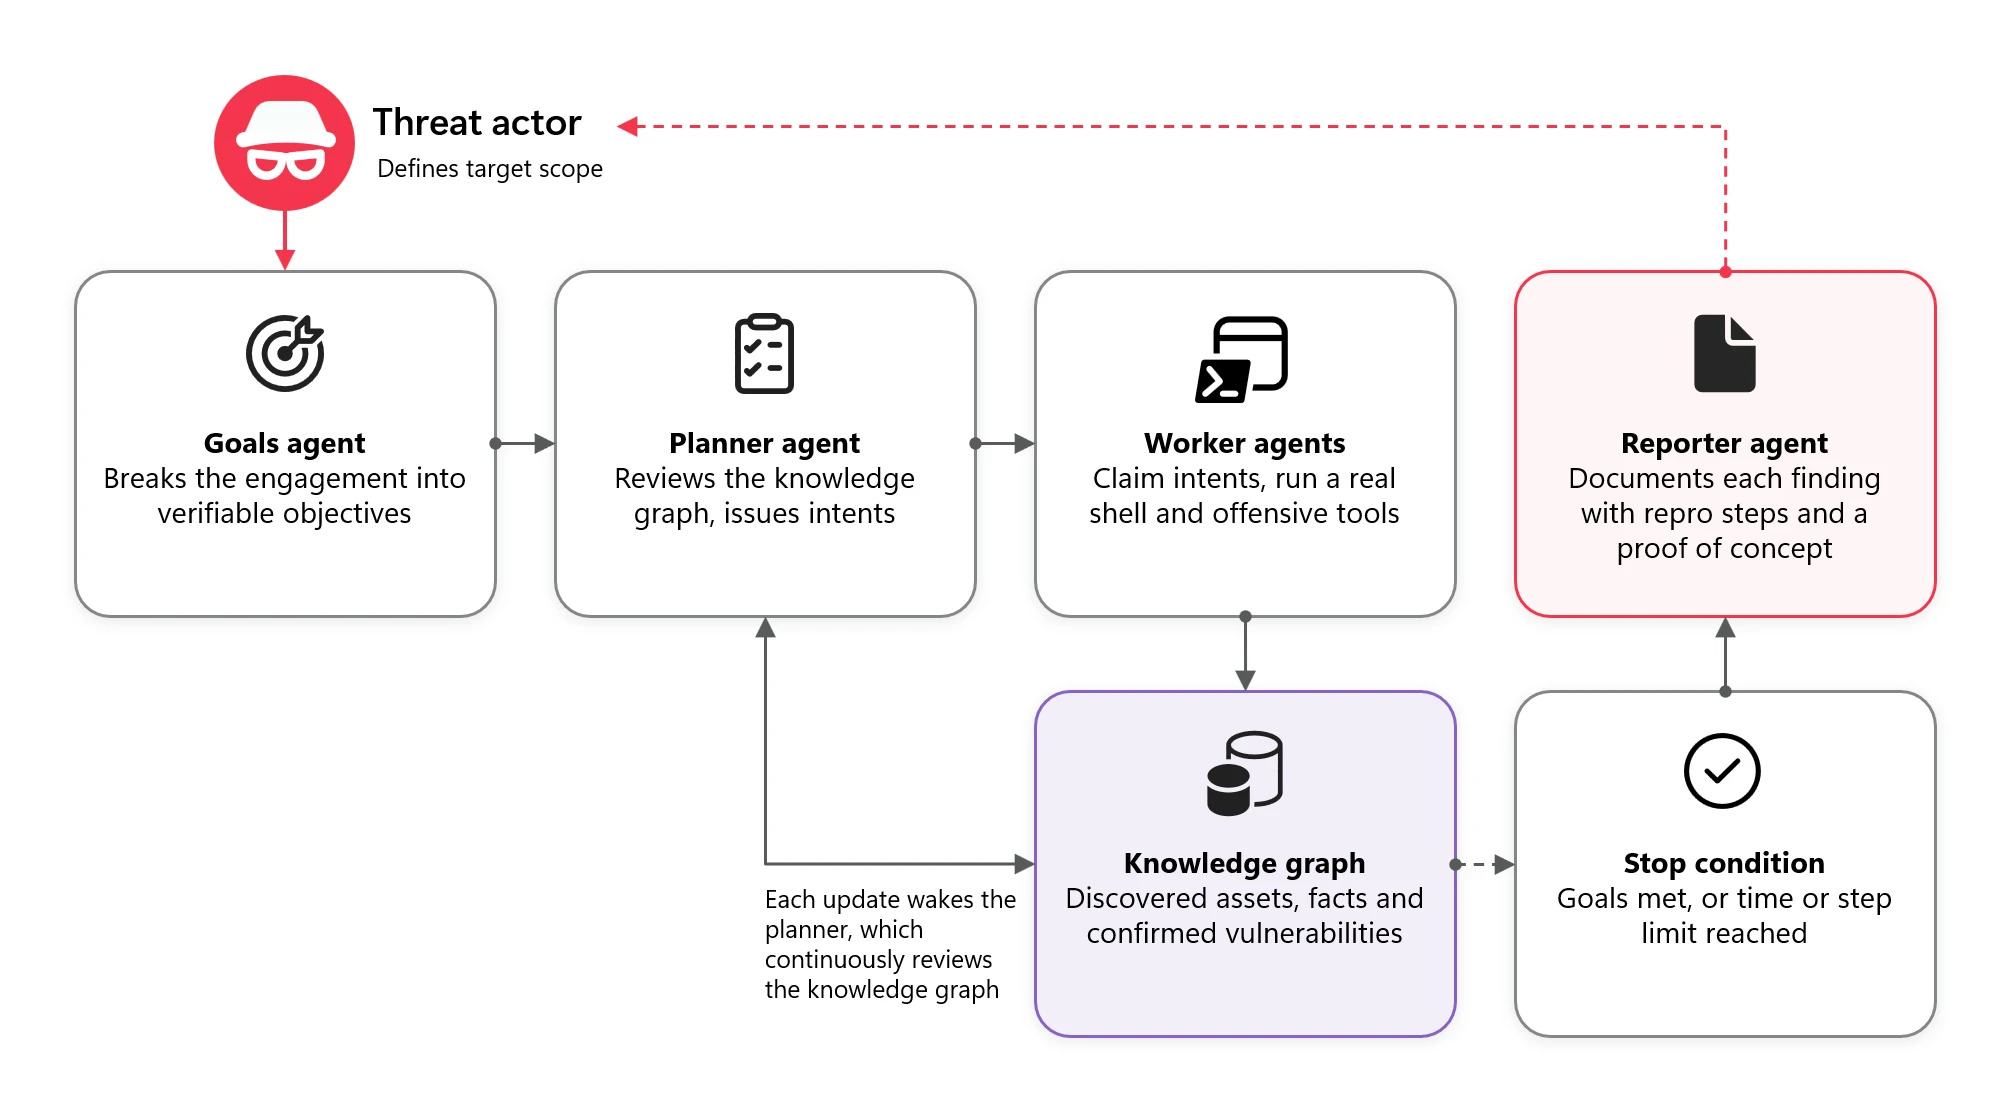 Threat actor
Defines target scope
Goals agent
Breaks the engagement into
verifiable objectives
Planner agent
Reviews the knowledge
graph, issues intents
Worker agents
Claim intents, run a real
shell and offensive tools
Reporter agent
Documents each finding
with repro steps and a
proof of concept
Each update wakes the
planner, which
continuously reviews
the knowledge graph
Knowledge graph
Discovered assets, facts and
confirmed vulnerabilities
Stop condition
Goals met, or time or step
limit reached